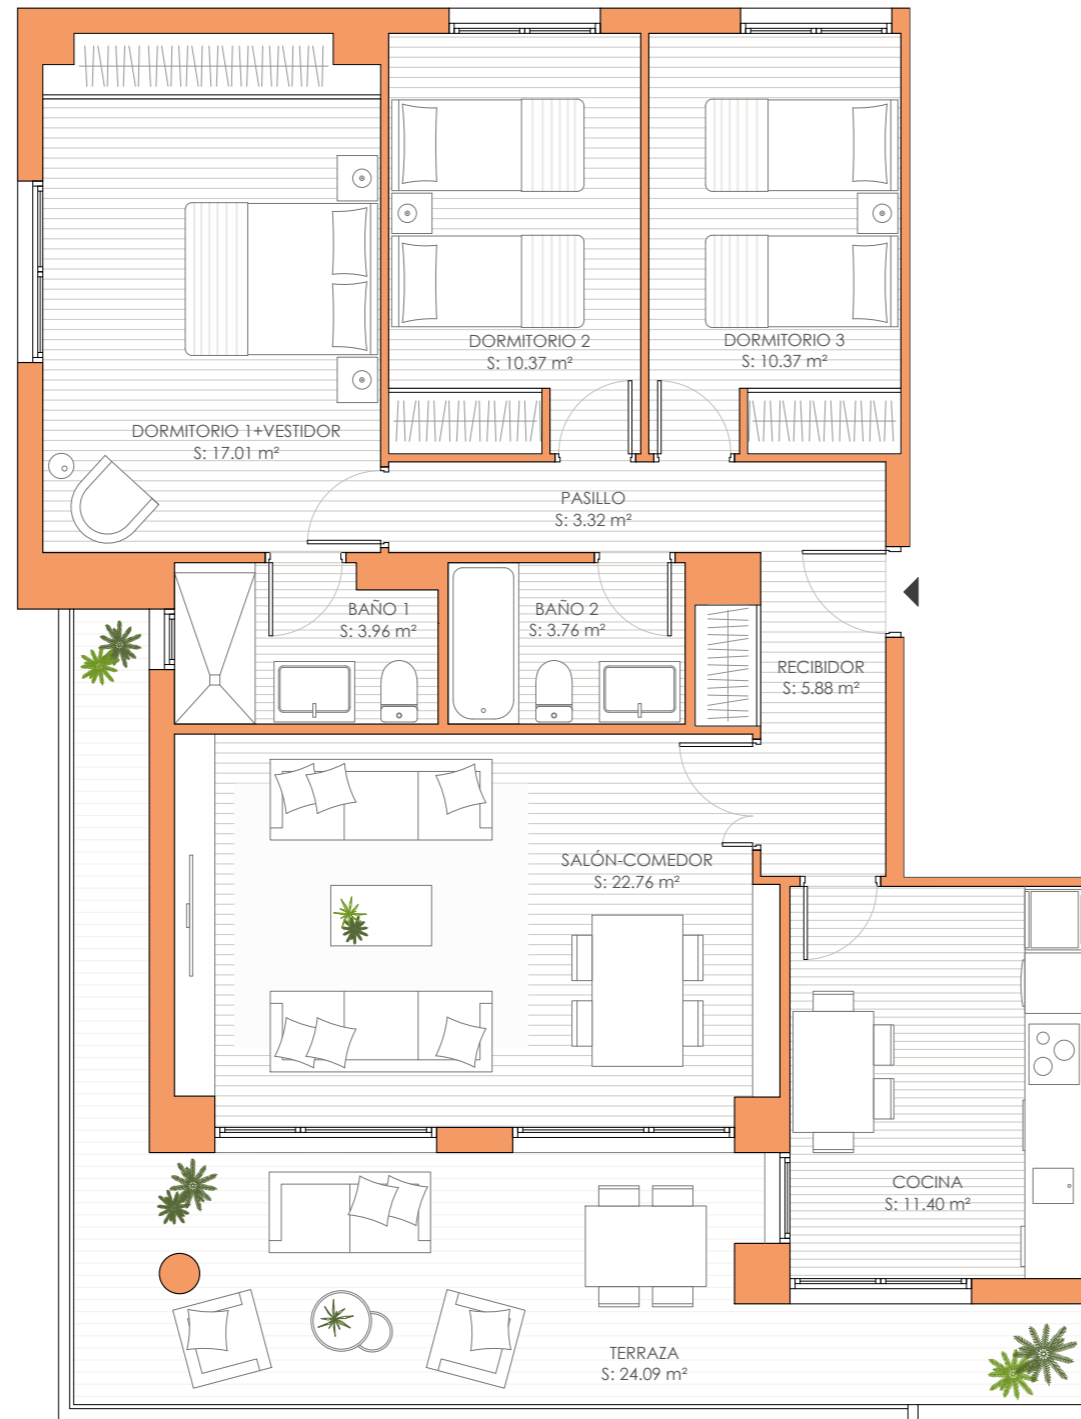 DORMITORIO 2
S: 10.37 m²
DORMITORIO 3
S: 10.37 m²
DORMITORIO 1+VESTIDOR
S: 17.01 m²
PASILLO
S: 3.32 m²
BAÑO 1
S: 3.96 m²
BAÑO 2
S: 3.76 m²
RECIBIDOR
S: 5.88 m²
SALÓN-COMEDOR
S: 22.76 m²
COCINA
S: 11.40 m²
TERRAZA
S: 24.09 m²